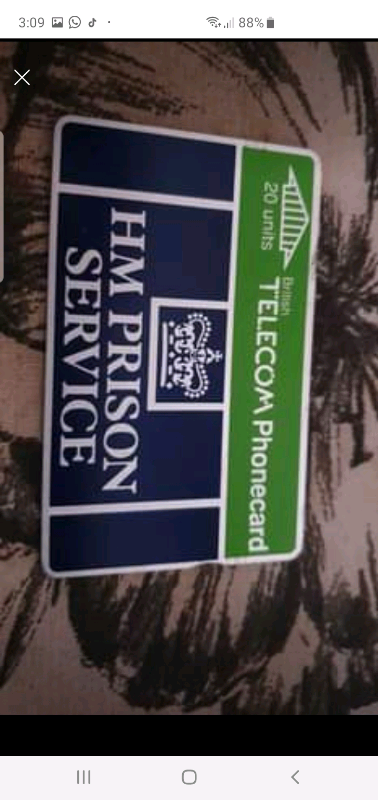 3:09
88%
20 units
British
TELECOM Phonecard
HM PRISON
SERVICE